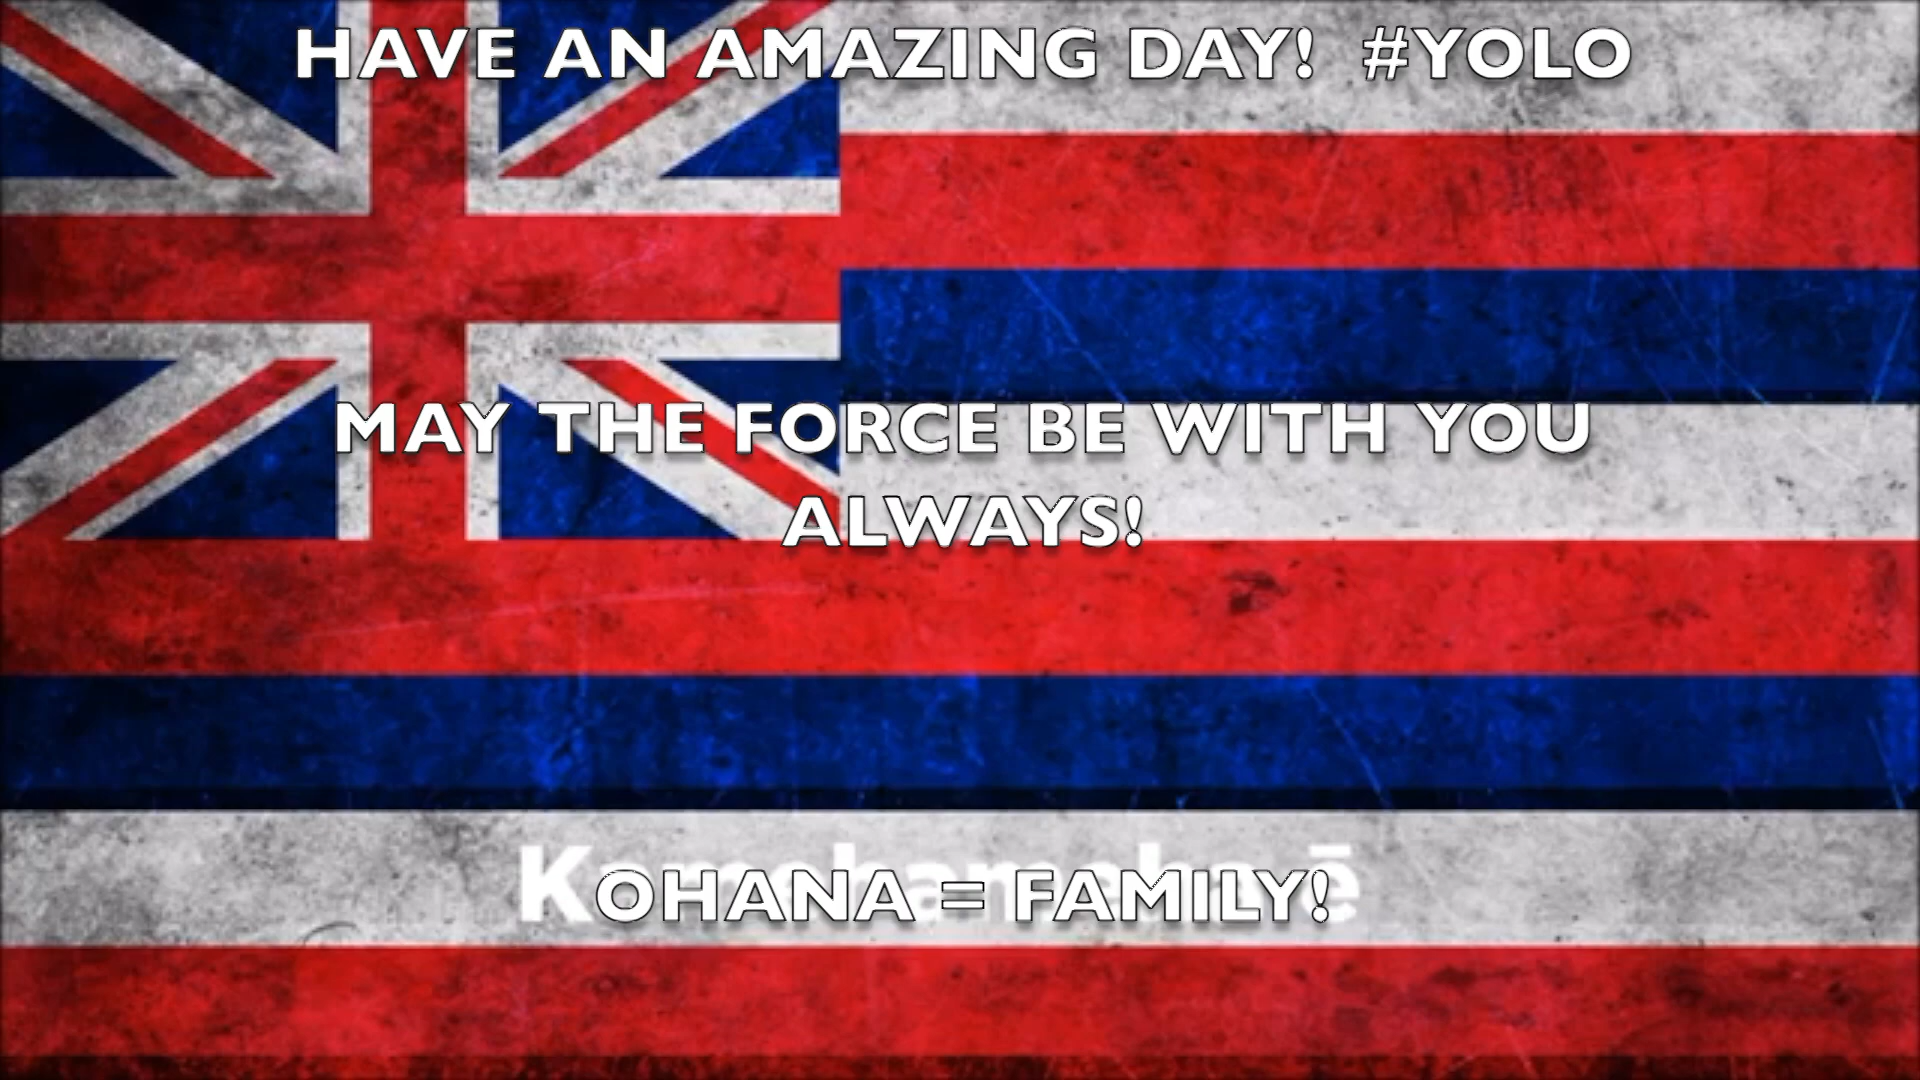 HAVE AN AMAZING DAY!  #YOLO
MAY THE FORCE BE WITH YOU
ALWAYS!
OHANA = FAMILY!